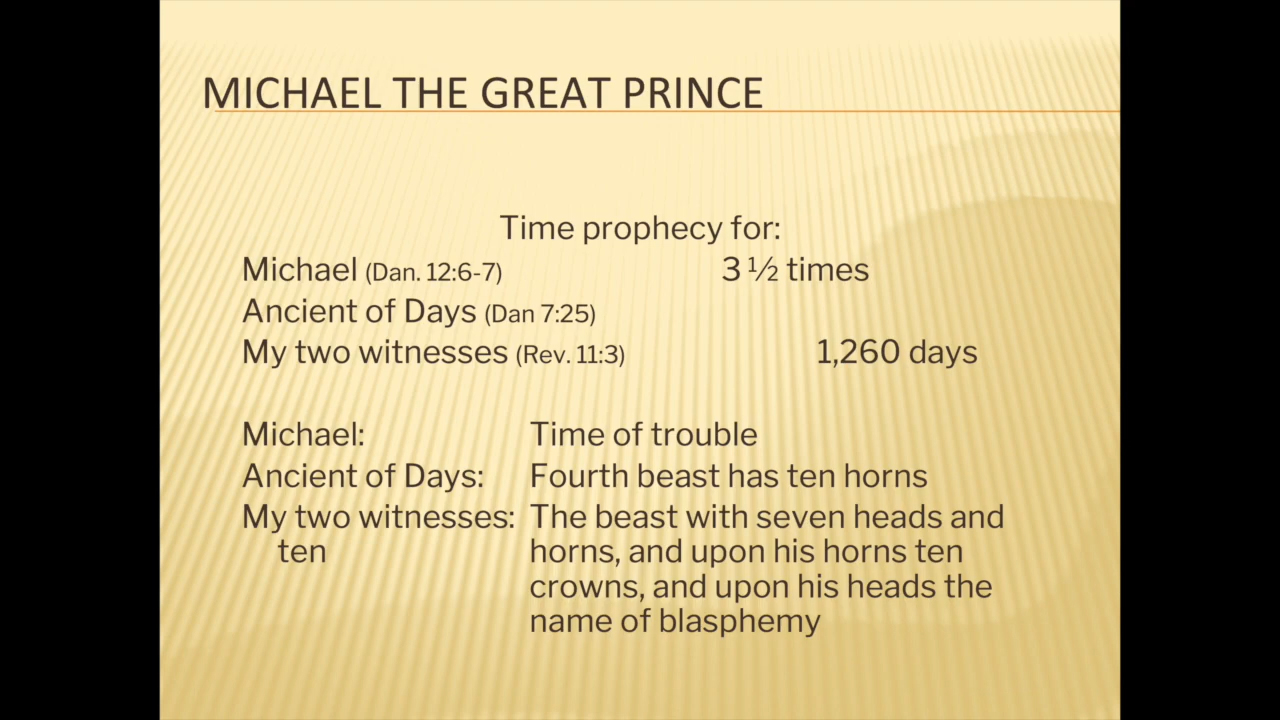 MICHAEL THE GREAT PRINCE
Time prophecy for:
Michael (Dan. 12:6-7) 3 ½ times
Ancient of Days (Dan 7:25)
My two witnesses (Rev. 11:3) 1,260 days
Michael: Time of trouble
Ancient of Days: Fourth beast has ten horns
My two witnesses: The beast with seven heads and
ten horns, and upon his horns ten
crowns, and upon his heads the
name of blasphemy